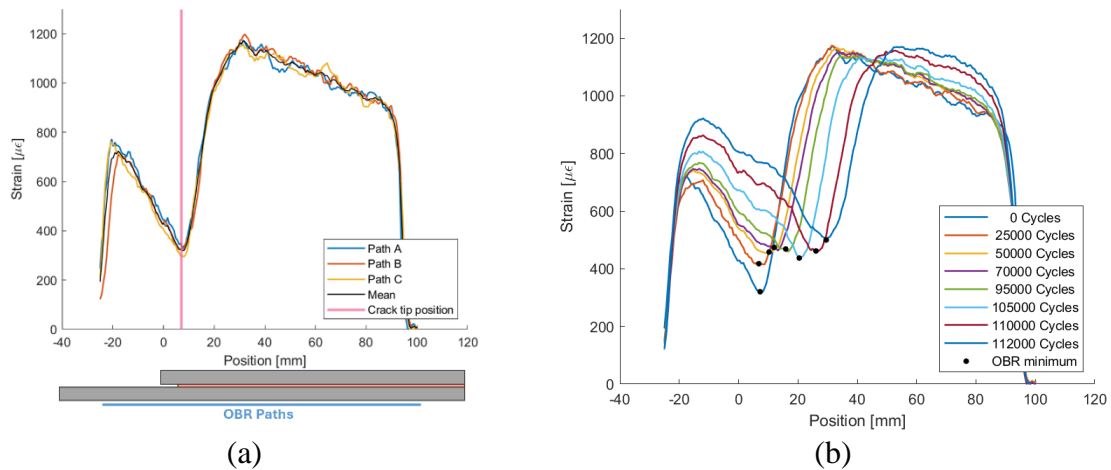 1200
1000
800
600
400
200
0
Strain [με]
-40 -20 0 20 40 60 80 100 120
Position [mm]
Path A
Path B
Path C
Mean
Crack tip position
OBR Paths
(a)
1200
1000
800
600
400
200
0
Strain [με]
-40 -20 0 20 40 60 80 100 120
Position [mm]
0 Cycles
25000 Cycles
50000 Cycles
70000 Cycles
95000 Cycles
105000 Cycles
110000 Cycles
112000 Cycles
OBR minimum
(b)